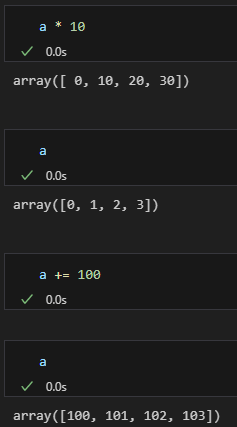 a * 10
0.0s
array([ 0, 10, 20, 30])
a
0.0s
array([0, 1, 2, 3])
a += 100
0.0s
a
0.0s
array([100, 101, 102, 103])